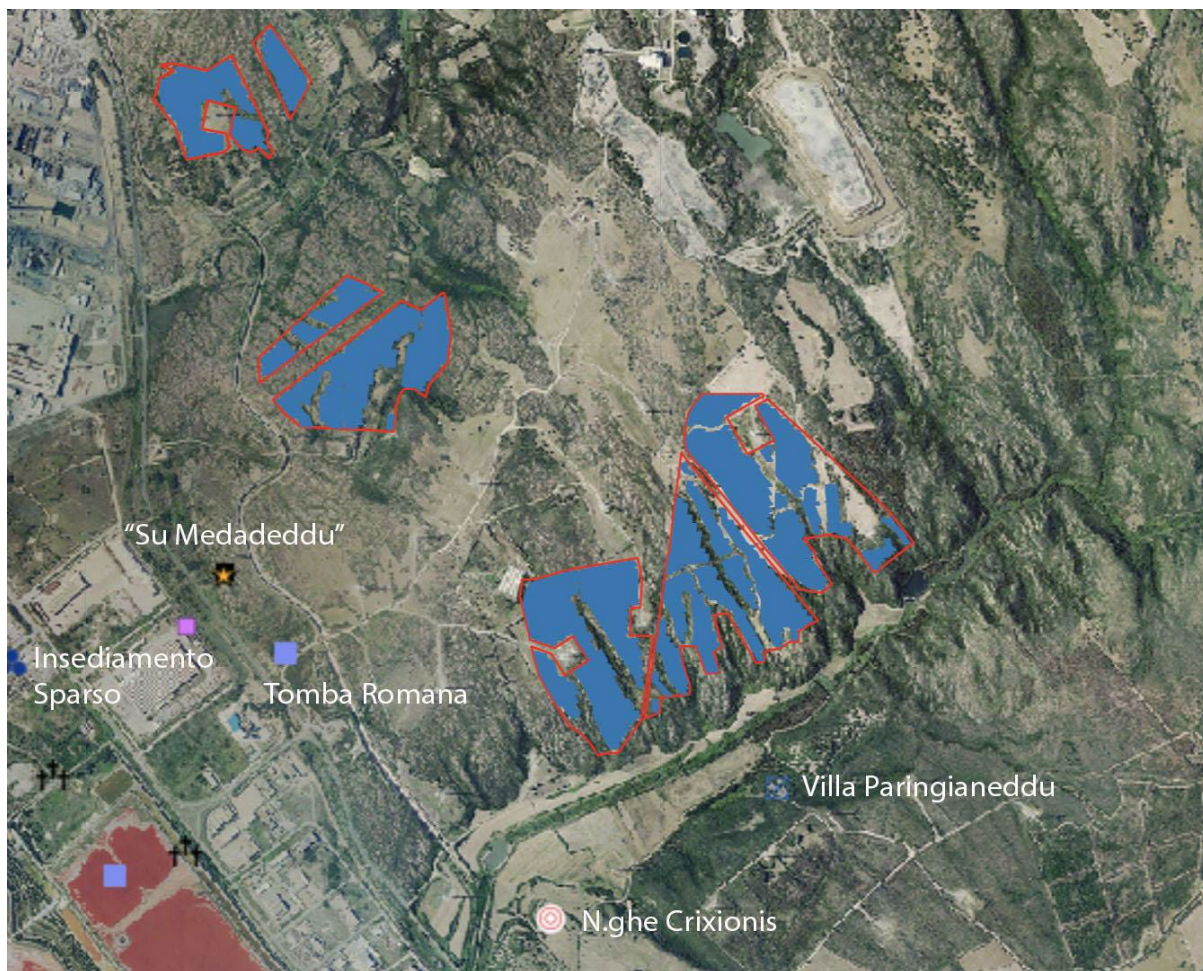 “Su Medadeddu”
Insediamento
Sparso
Tomba Romana
Villa Paringianeddu
N.ghe Crixionis